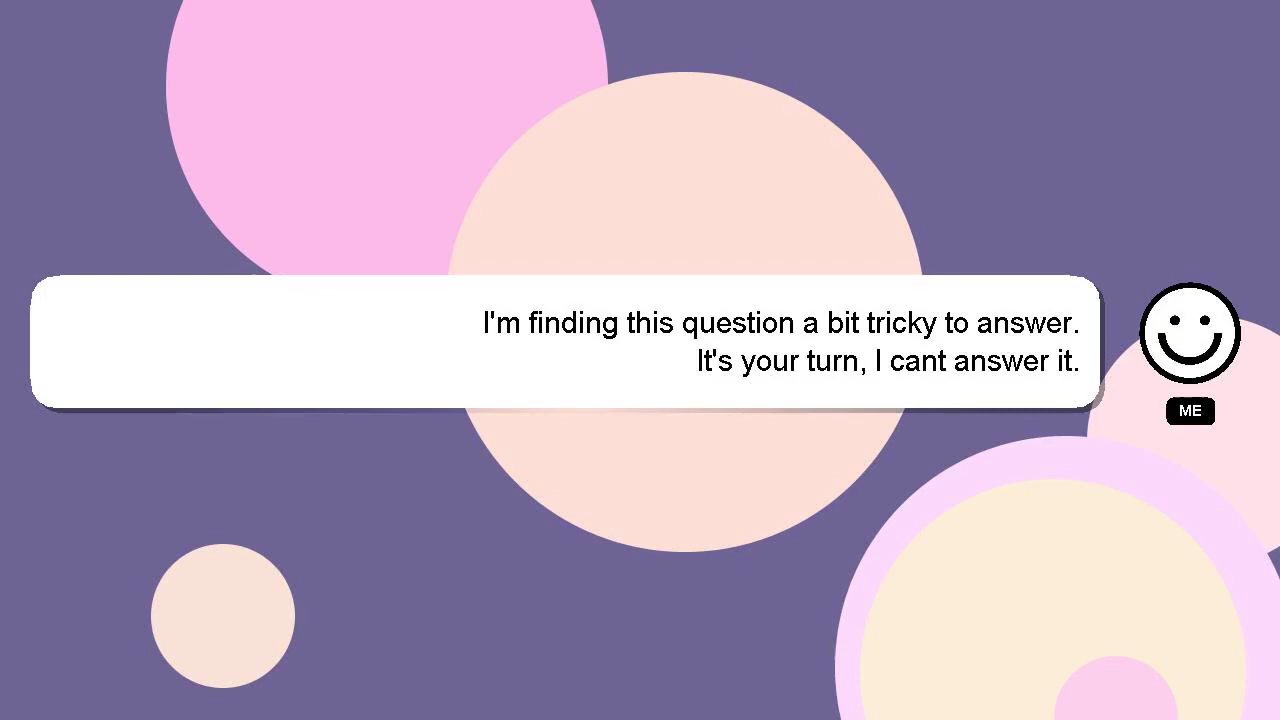 I'm finding this question a bit tricky to answer.
It's your turn, I cant answer it.
ME